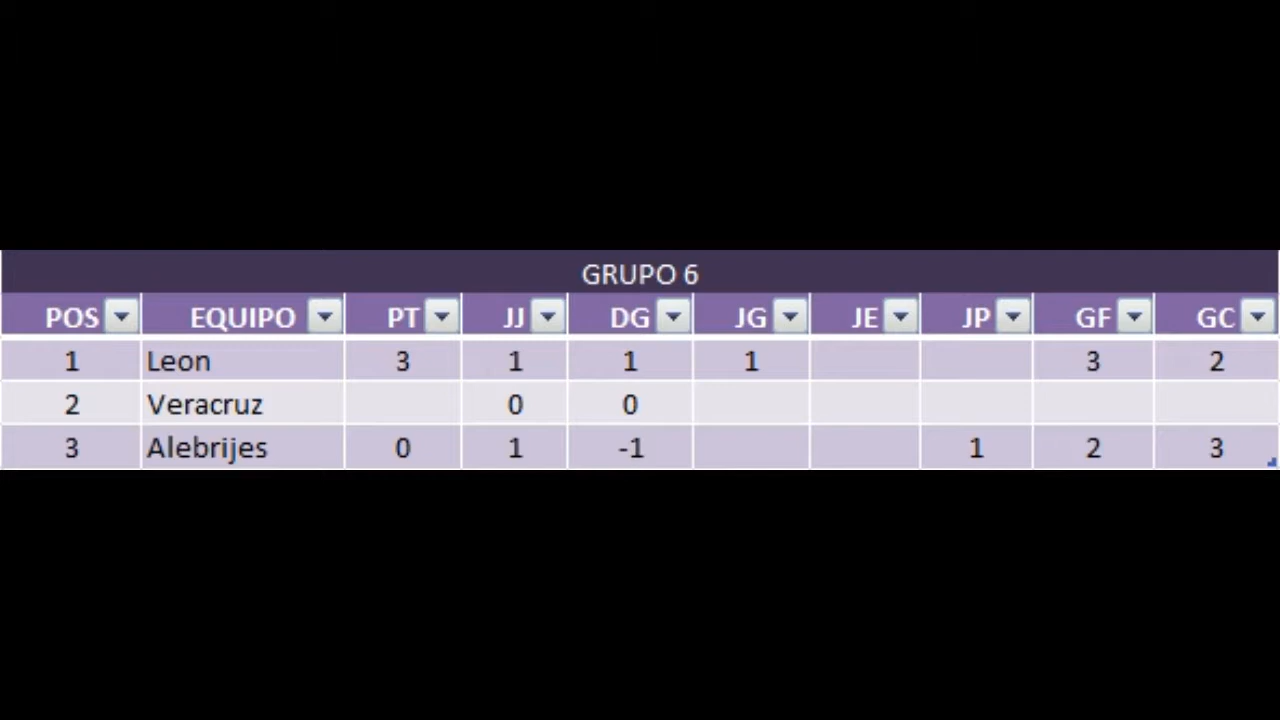 GRUPO 6
POS EQUIPO PT JJ DG JG JE JP GF GC
1 Leon 3 1 1 1 3 2
2 Veracruz 0 0
3 Alebrijes 0 1 -1 1 2 3